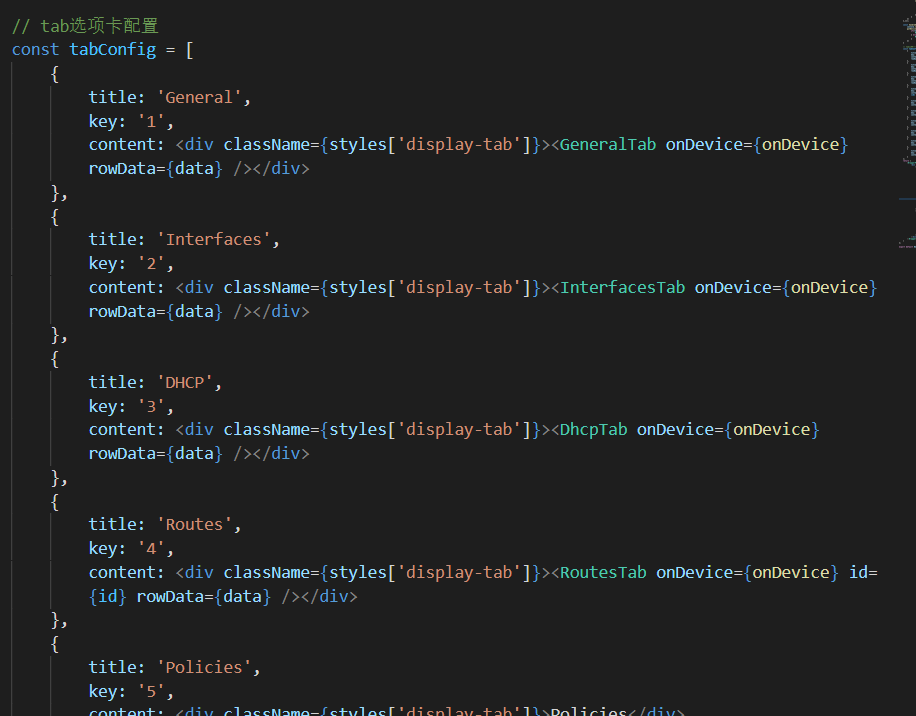 // tab选项卡配置
const tabConfig = [
{
title: 'General',
key: '1',
content: <div className={styles['display-tab']}><GeneralTab onDevice={onDevice}
rowData={data} /></div>
},
{
title: 'Interfaces',
key: '2',
content: <div className={styles['display-tab']}><InterfacesTab onDevice={onDevice}
rowData={data} /></div>
},
{
title: 'DHCP',
key: '3',
content: <div className={styles['display-tab']}><DhcpTab onDevice={onDevice}
rowData={data} /></div>
},
{
title: 'Routes',
key: '4',
content: <div className={styles['display-tab']}><RoutesTab onDevice={onDevice} id=
{id} rowData={data} /></div>
},
{
title: 'Policies',
key: '5',
content: <div className={styles['display-tab']}>Policies</div>